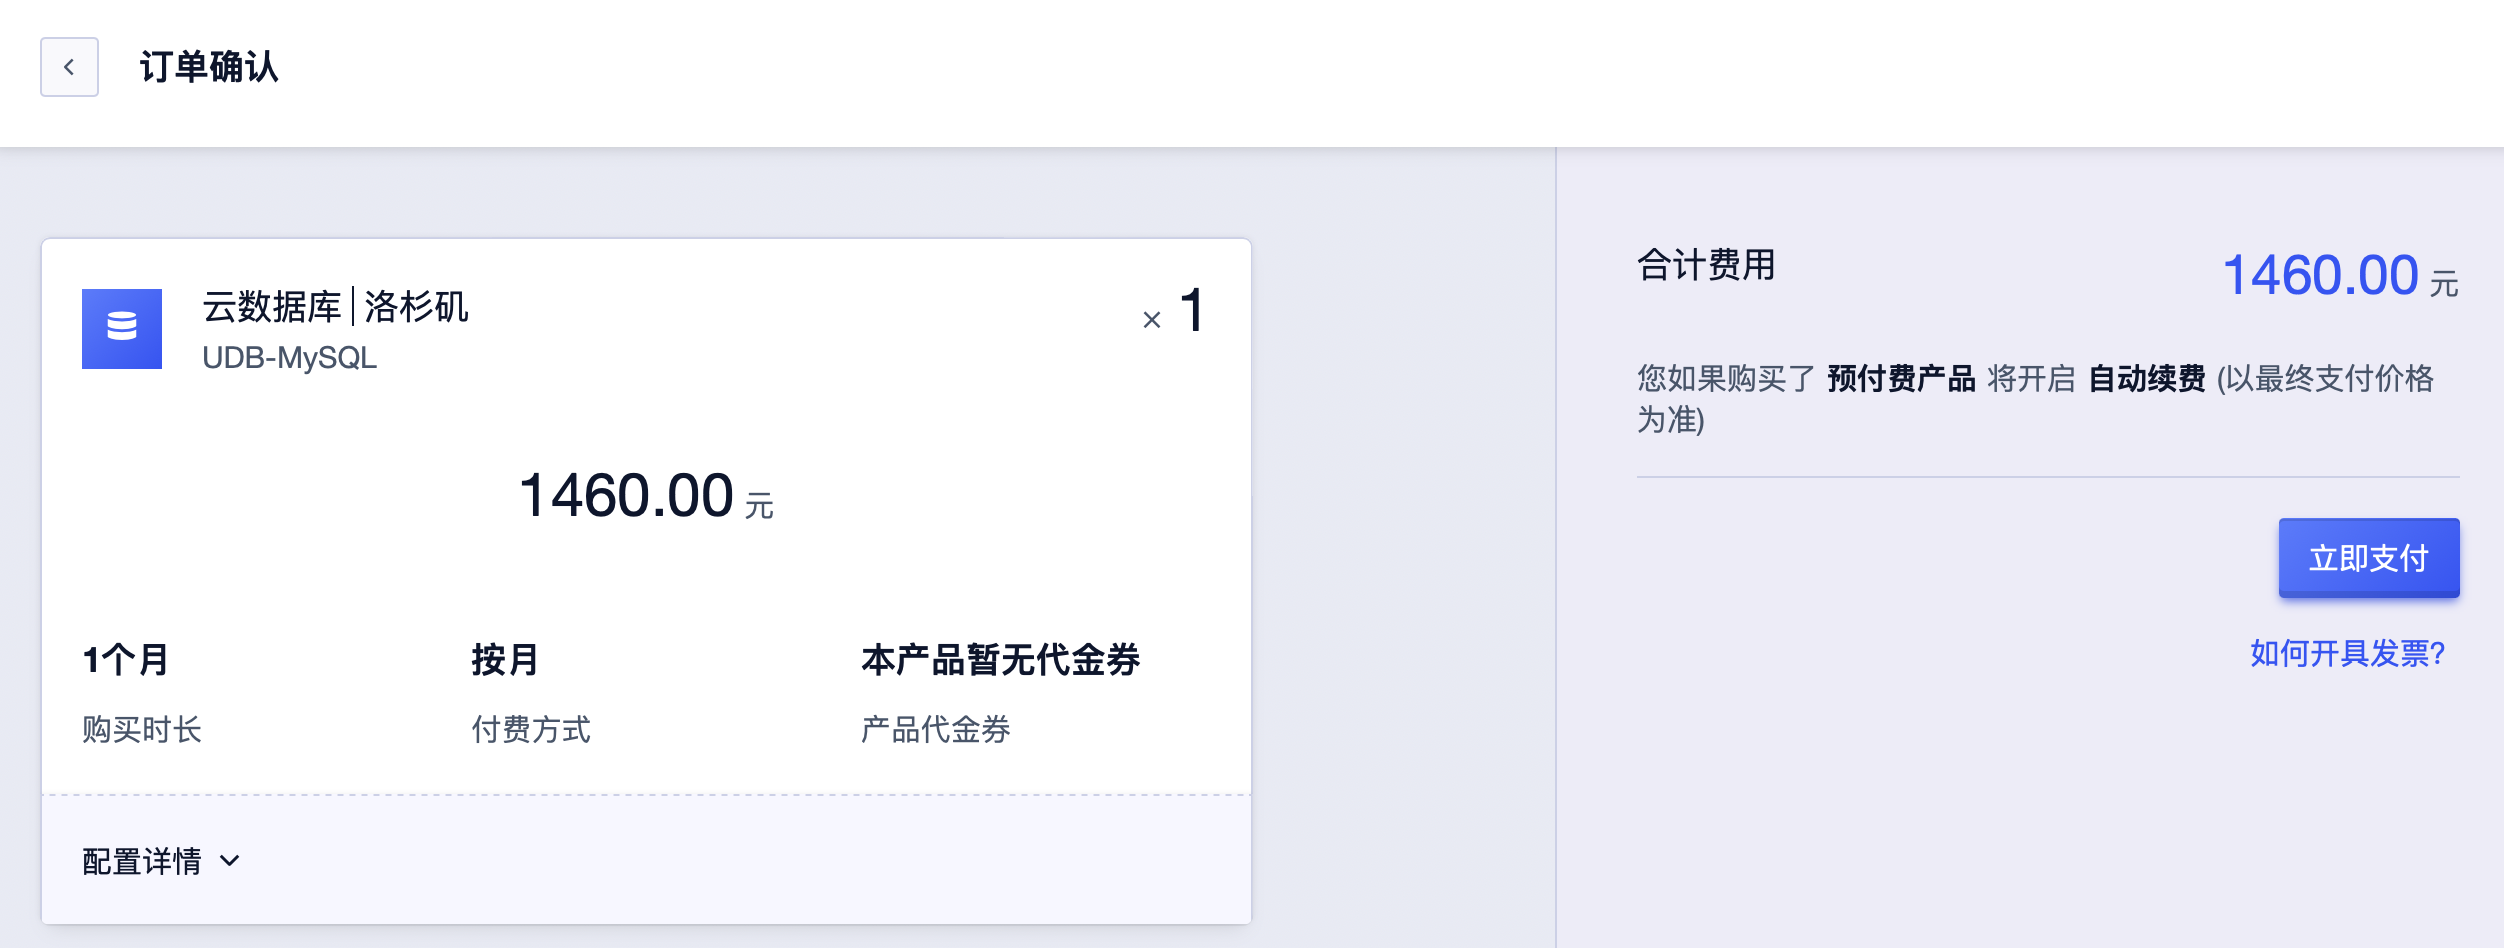 订单确认
云数据库 | 洛杉矶
UDB-MySQL
× 1
1460.00 元
1个月
购买时长
按月
付费方式
本产品暂无代金券
产品代金券
配置详情
合计费用
1460.00 元
您如果购买了 预付费产品 将开启 自动续费 (以最终支付价格
为准)
立即支付
如何开具发票?